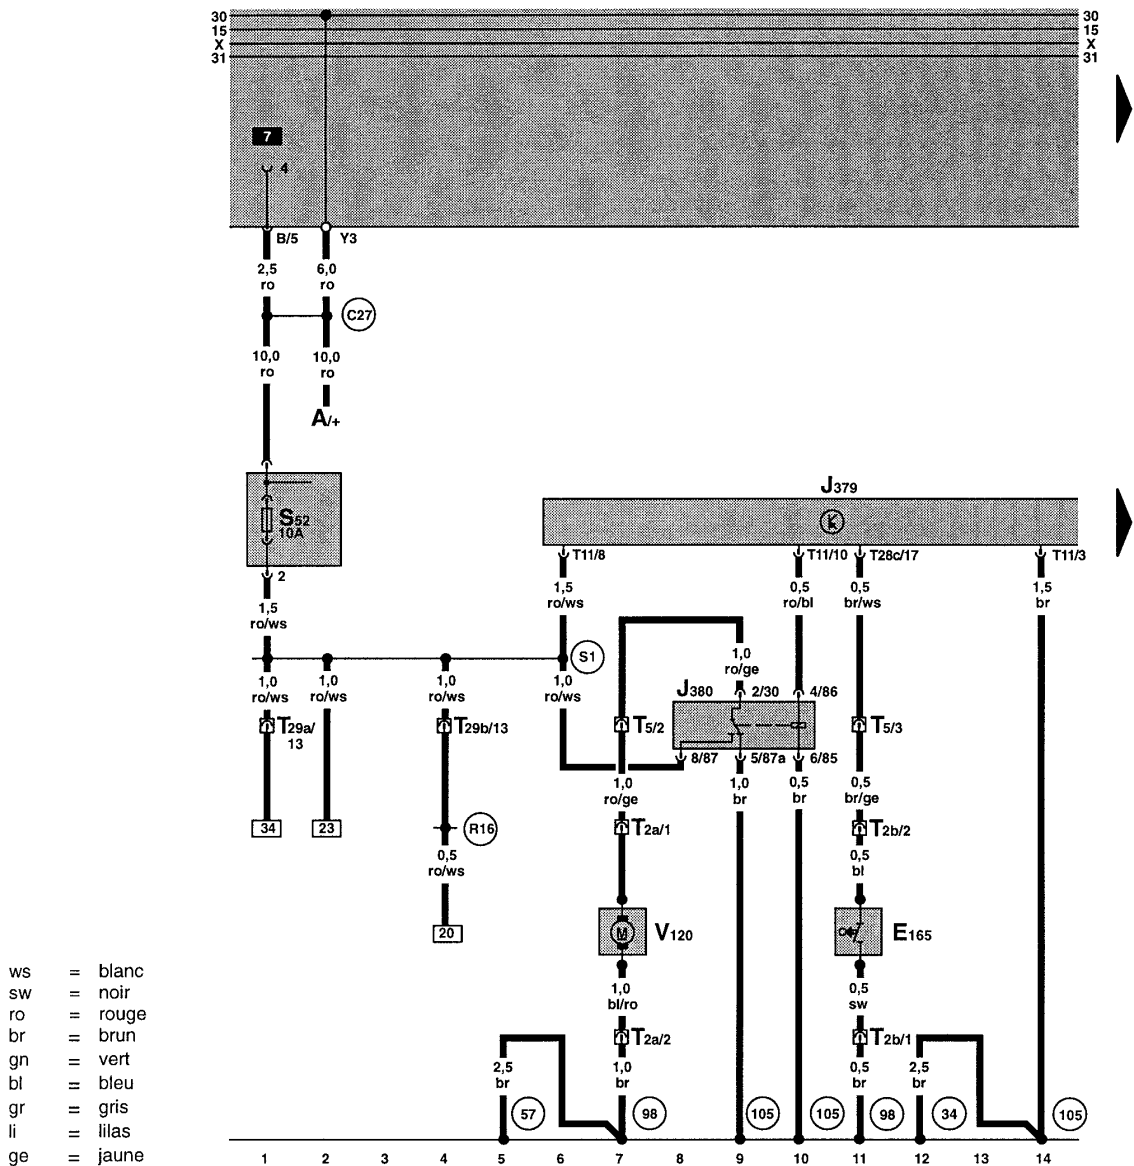 30 30
15 15
X X
31 31
7
4
B/5 Y3
2,5 6,0
ro ro
C27
10,0 10,0
ro ro
A/+
S52
10A
2
J379
T11/8 T11/10 T28c/17 T11/3
1,5 1,5 0,5 0,5 1,5
ro/ws ro/ws ro/bl br/ws br
S1
1,0 1,0 1,0 1,0 1,0
ro/ws ro/ws ro/ws ro/ws ro/ge
J380 2/30 4/86
T29a/13 T29b/13 T5/2 T5/3
8/87 5/87a 6/85
1,0 1,0 0,5 0,5
ro/ge br br br/ge
34 23 R16 T2a/1 T2b/2
0,5 0,5
ro/ws bl
20 M V120 E165
1,0 0,5
bl/ro sw
T2a/2 T2b/1
2,5 1,0 0,5 2,5
br br br br
57 98 105 105 98 34 105
1 2 3 4 5 6 7 8 9 10 11 12 13 14
ws = blanc
sw = noir
ro = rouge
br = brun
gn = vert
bl = bleu
gr = gris
li = lilas
ge = jaune